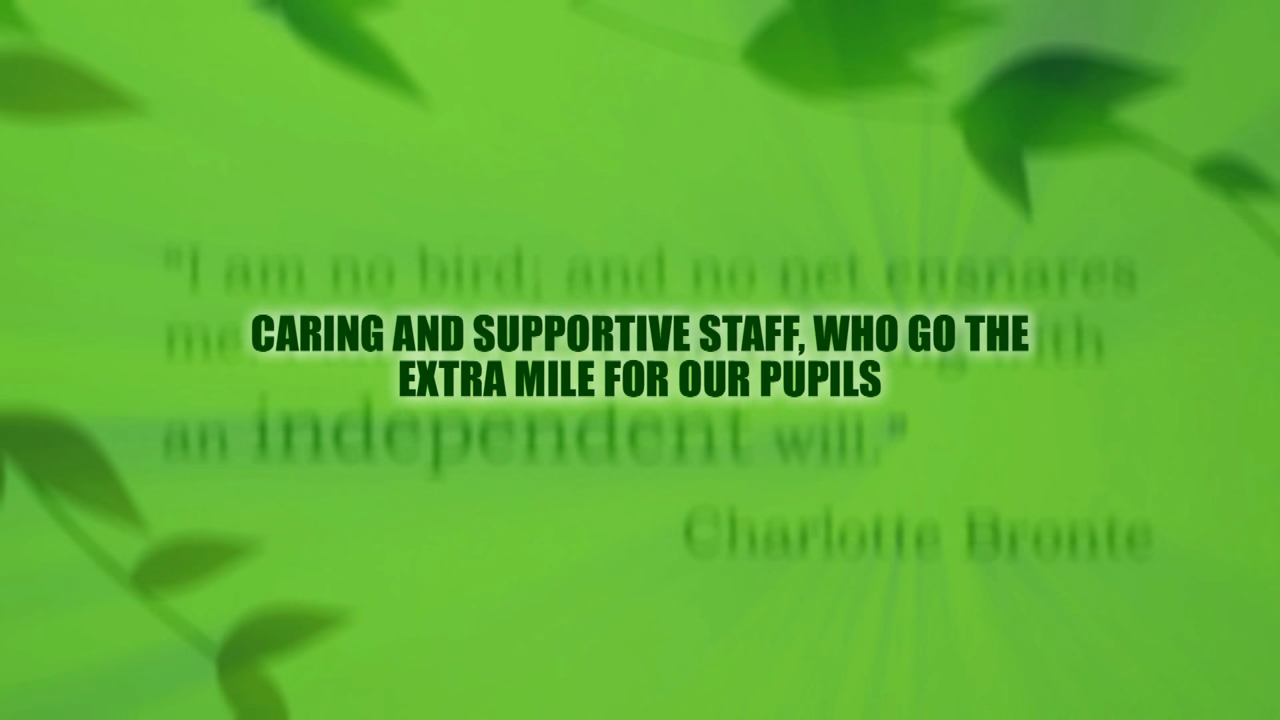 "I am no bird; and no net ensnares
CARING AND SUPPORTIVE STAFF, WHO GO THE
EXTRA MILE FOR OUR PUPILS
an independent will."
Charlotte Bronte